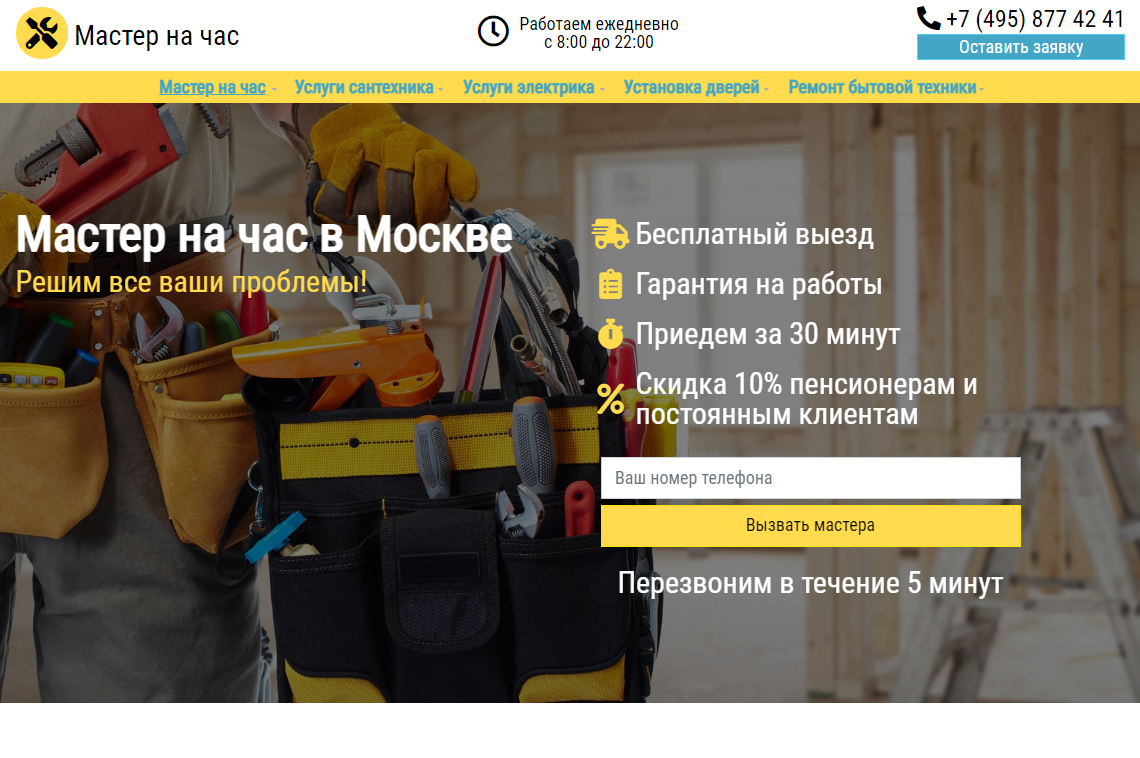 Мастер на час
Работаем ежедневно
с 8:00 до 22:00
+7 (495) 877 42 41
Оставить заявку
Мастер на час
Услуги сантехника
Услуги электрика
Установка дверей
Ремонт бытовой техники
Мастер на час в Москве
Решим все ваши проблемы!
Бесплатный выезд
Гарантия на работы
Приедем за 30 минут
Скидка 10% пенсионерам и
постоянным клиентам
Ваш номер телефона
Вызвать мастера
Перезвоним в течение 5 минут